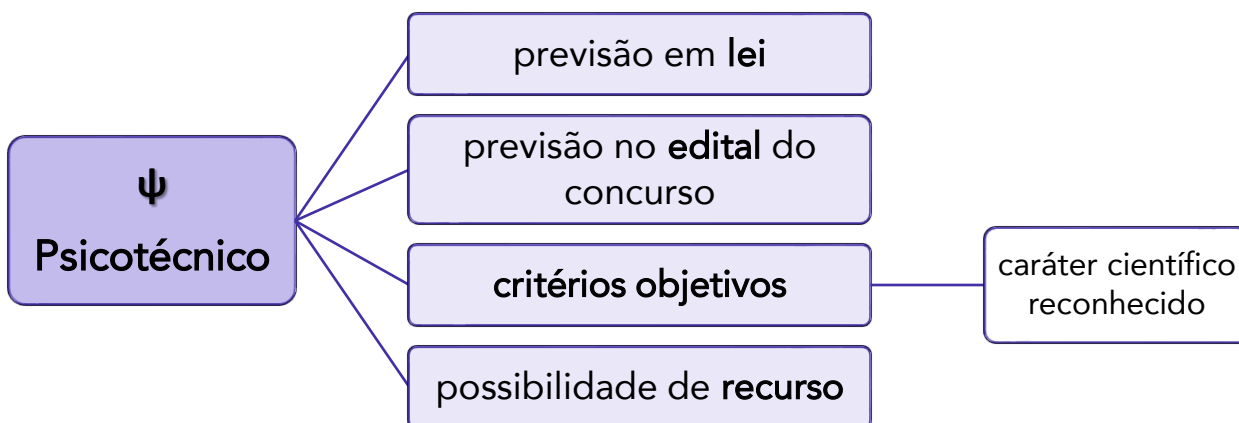 ψ
Psicotécnico
previsão em lei
previsão no edital do
concurso
critérios objetivos
caráter científico
reconhecido
possibilidade de recurso